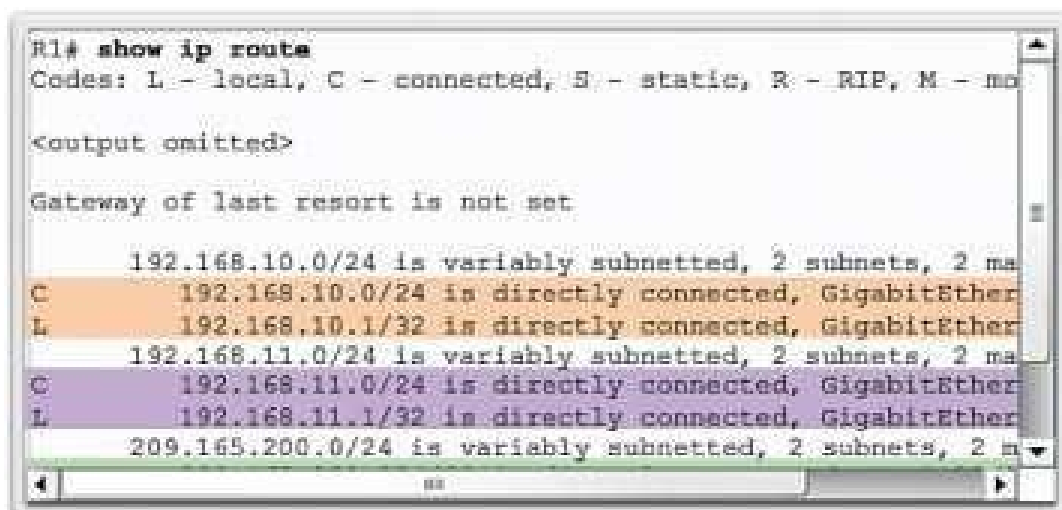 R1# show ip route
Codes: L - local, C - connected, S - static, R - RIP, M - mo
<output omitted>
Gateway of last resort is not set
192.168.10.0/24 is variably subnetted, 2 subnets, 2 ma
C 192.168.10.0/24 is directly connected, GigabitEther
L 192.168.10.1/32 is directly connected, GigabitEther
192.168.11.0/24 is variably subnetted, 2 subnets, 2 ma
C 192.168.11.0/24 is directly connected, GigabitEther
L 192.168.11.1/32 is directly connected, GigabitEther
209.165.200.0/24 is variably subnetted, 2 subnets, 2 m